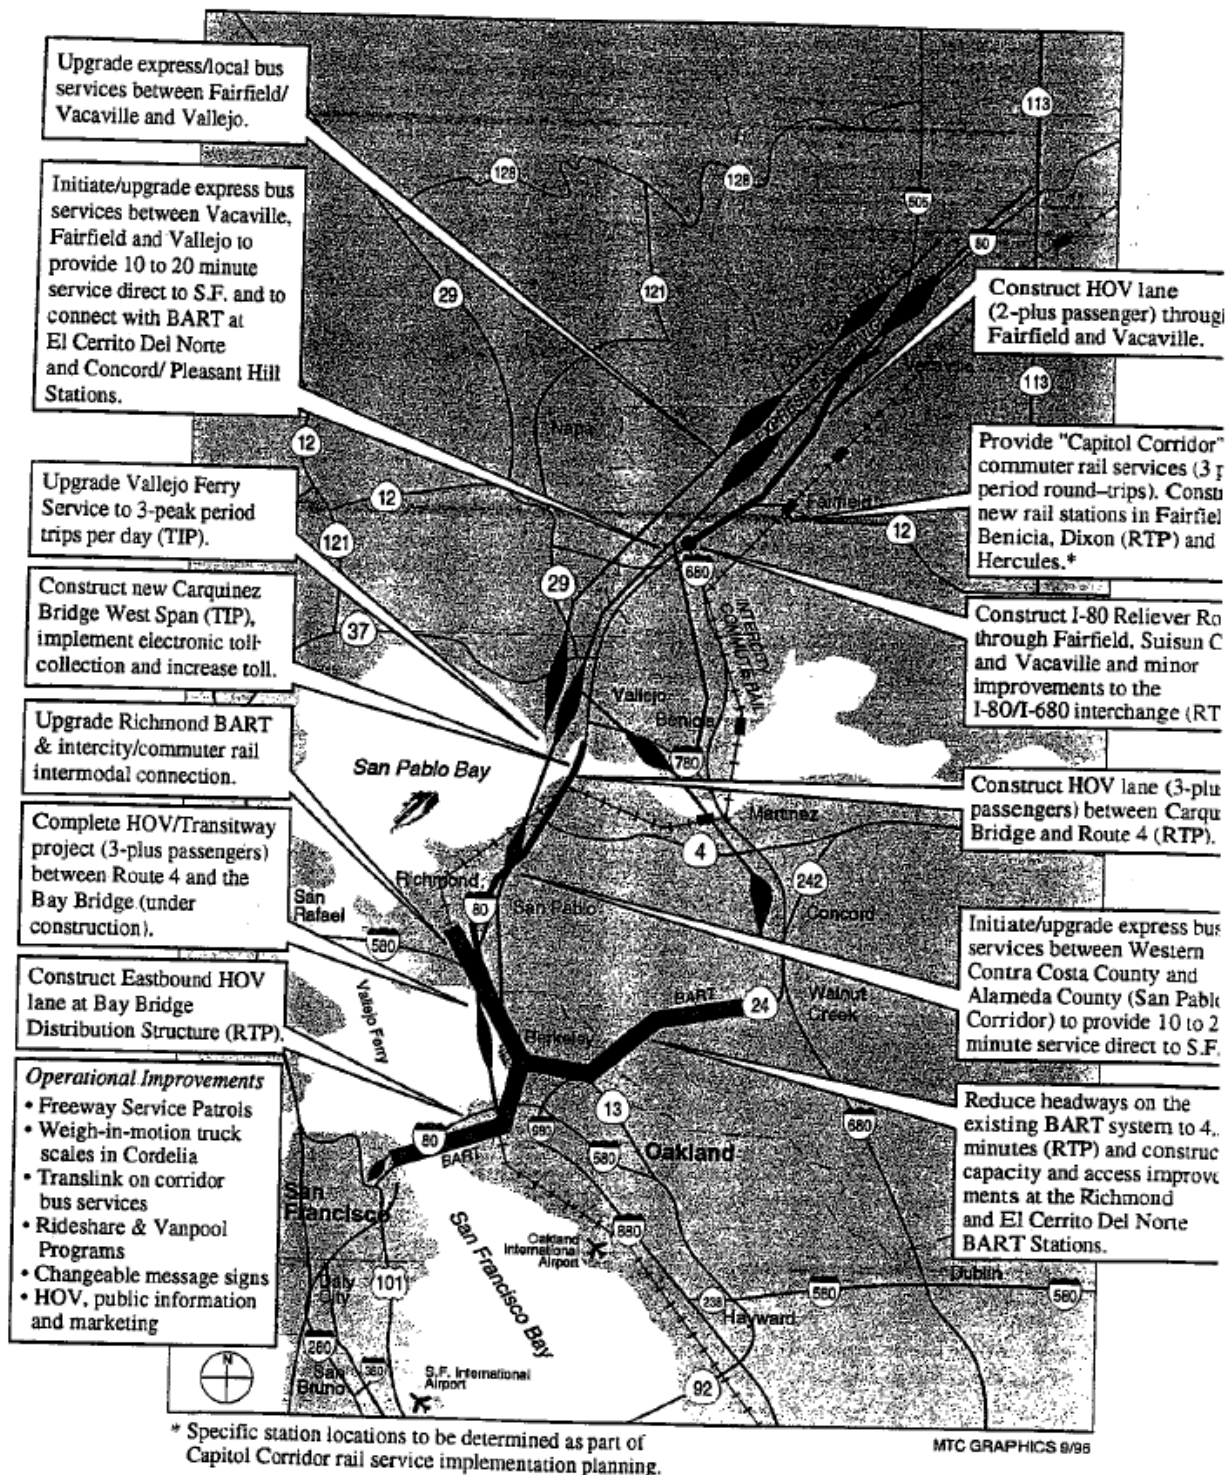 Upgrade express/local bus
services between Fairfield/
Vacaville and Vallejo.
Initiate/upgrade express bus
services between Vacaville,
Fairfield and Vallejo to
provide 10 to 20 minute
service direct to S.F. and to
connect with BART at
El Cerrito Del Norte
and Concord/ Pleasant Hill
Stations.
Upgrade Vallejo Ferry
Service to 3-peak period
trips per day (TIP).
Construct new Carquinez
Bridge West Span (TIP),
implement electronic toll
collection and increase toll.
Upgrade Richmond BART
& intercity/commuter rail
intermodal connection.
Complete HOV/Transitway
project (3-plus passengers)
between Route 4 and the
Bay Bridge (under
construction).
Construct Eastbound HOV
lane at Bay Bridge
Distribution Structure (RTP).
Operational Improvements
• Freeway Service Patrols
• Weigh-in-motion truck
scales in Cordelia
• Translink on corridor
bus services
• Rideshare & Vanpool
Programs
• Changeable message signs
• HOV, public information
and marketing
Construct HOV lane
(2-plus passenger) throug
Fairfield and Vacaville.
Provide "Capitol Corridor"
commuter rail services (3 p
period round–trips). Constr
new rail stations in Fairfiel
Benicia, Dixon (RTP) and
Hercules.*
Construct I-80 Reliever Ro
through Fairfield, Suisun C
and Vacaville and minor
improvements to the
I-80/I-680 interchange (RT
Construct HOV lane (3-plu
passengers) between Carqu
Bridge and Route 4 (RTP).
Initiate/upgrade express bus
services between Western
Contra Costa County and
Alameda County (San Pablo
Corridor) to provide 10 to 2
minute service direct to S.F.
Reduce headways on the
existing BART system to 4.
minutes (RTP) and construc
capacity and access improve
ments at the Richmond
and El Cerrito Del Norte
BART Stations.
113
128
128
505
80
29
121
113
Vacaville
Napa
12
12
121
Fairfield
12
29
680
37
INTERCITY
COMMUTE RAIL
Vallejo
Benicia
780
San Pablo Bay
Martinez
4
242
Richmond
80
San Pablo
Concord
San
Rafael
580
Vallejo Ferry
BART
24
Walnut
Creek
Berkeley
13
80
BART
980
580
Oakland
680
San
Francisco
San Francisco Bay
Oakland
International
Airport
880
Daly
City
101
Dublin
580
580
238
Hayward
280
380
San
Bruno
S.F. International
Airport
92
N
* Specific station locations to be determined as part of
Capitol Corridor rail service implementation planning.
MTC GRAPHICS 9/96